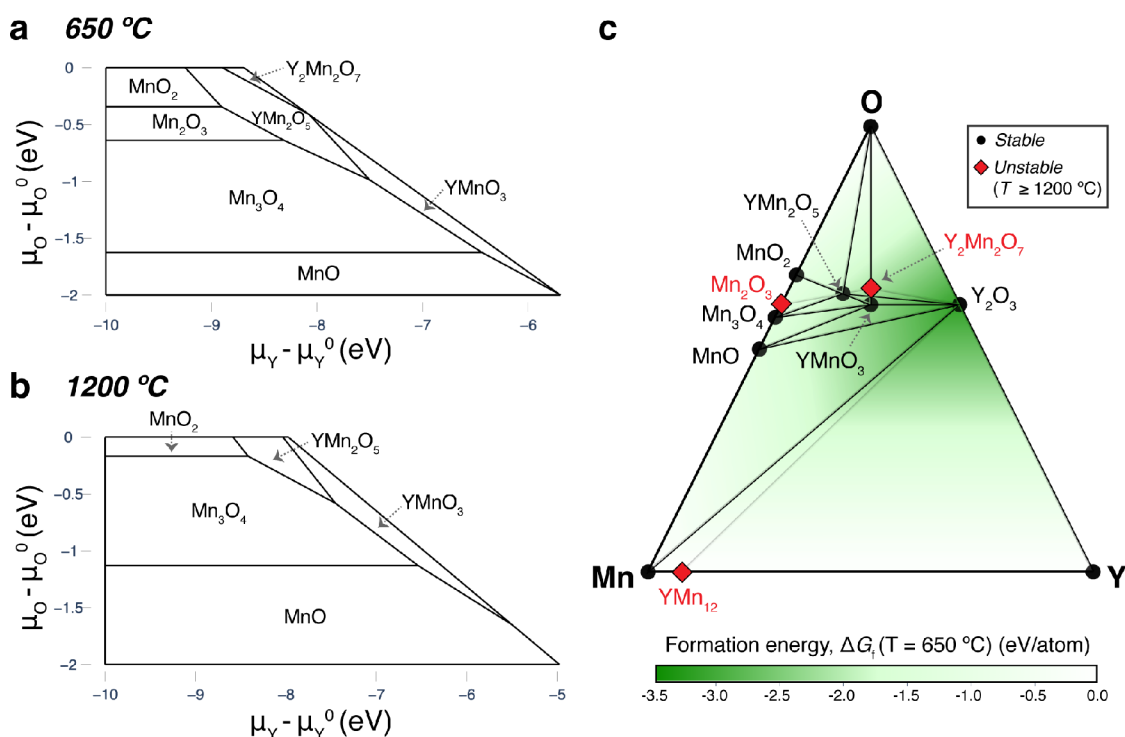 a 650 ºC
0
−0.5
−1
−1.5
−2
μO - μO⁰ (eV)
MnO₂
Mn₂O₃
Mn₃O₄
MnO
Y₂Mn₂O₇
YMn₂O₅
YMnO₃
−10 −9 −8 −7 −6
μY - μY⁰ (eV)
b 1200 ºC
0
−0.5
−1
−1.5
−2
μO - μO⁰ (eV)
MnO₂
YMn₂O₅
YMnO₃
Mn₃O₄
MnO
−10 −9 −8 −7 −6 −5
μY - μY⁰ (eV)
c
O
Stable
Unstable
(T ≥ 1200 ºC)
YMn₂O₅
Y₂Mn₂O₇
MnO₂
Mn₂O₃
Y₂O₃
Mn₃O₄
MnO
YMnO₃
Mn
Y
YMn₁₂
Formation energy, ΔGf (T = 650 ºC) (eV/atom)
-3.5 -3.0 -2.5 -2.0 -1.5 -1.0 0.0